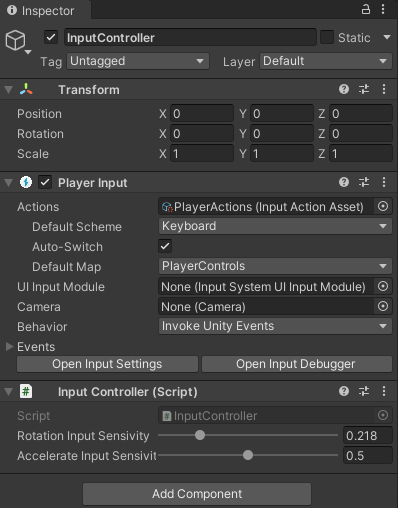 Inspector
InputController Static
Tag Untagged Layer Default
Transform
Position X 0 Y 0 Z 0
Rotation X 0 Y 0 Z 0
Scale X 1 Y 1 Z 1
Player Input
Actions PlayerActions (Input Action Asset)
Default Scheme Keyboard
Auto-Switch
Default Map PlayerControls
UI Input Module None (Input System UI Input Module)
Camera None (Camera)
Behavior Invoke Unity Events
Events
Open Input Settings Open Input Debugger
# Input Controller (Script)
Script # InputController
Rotation Input Sensivity 0.218
Accelerate Input Sensivit 0.5
Add Component